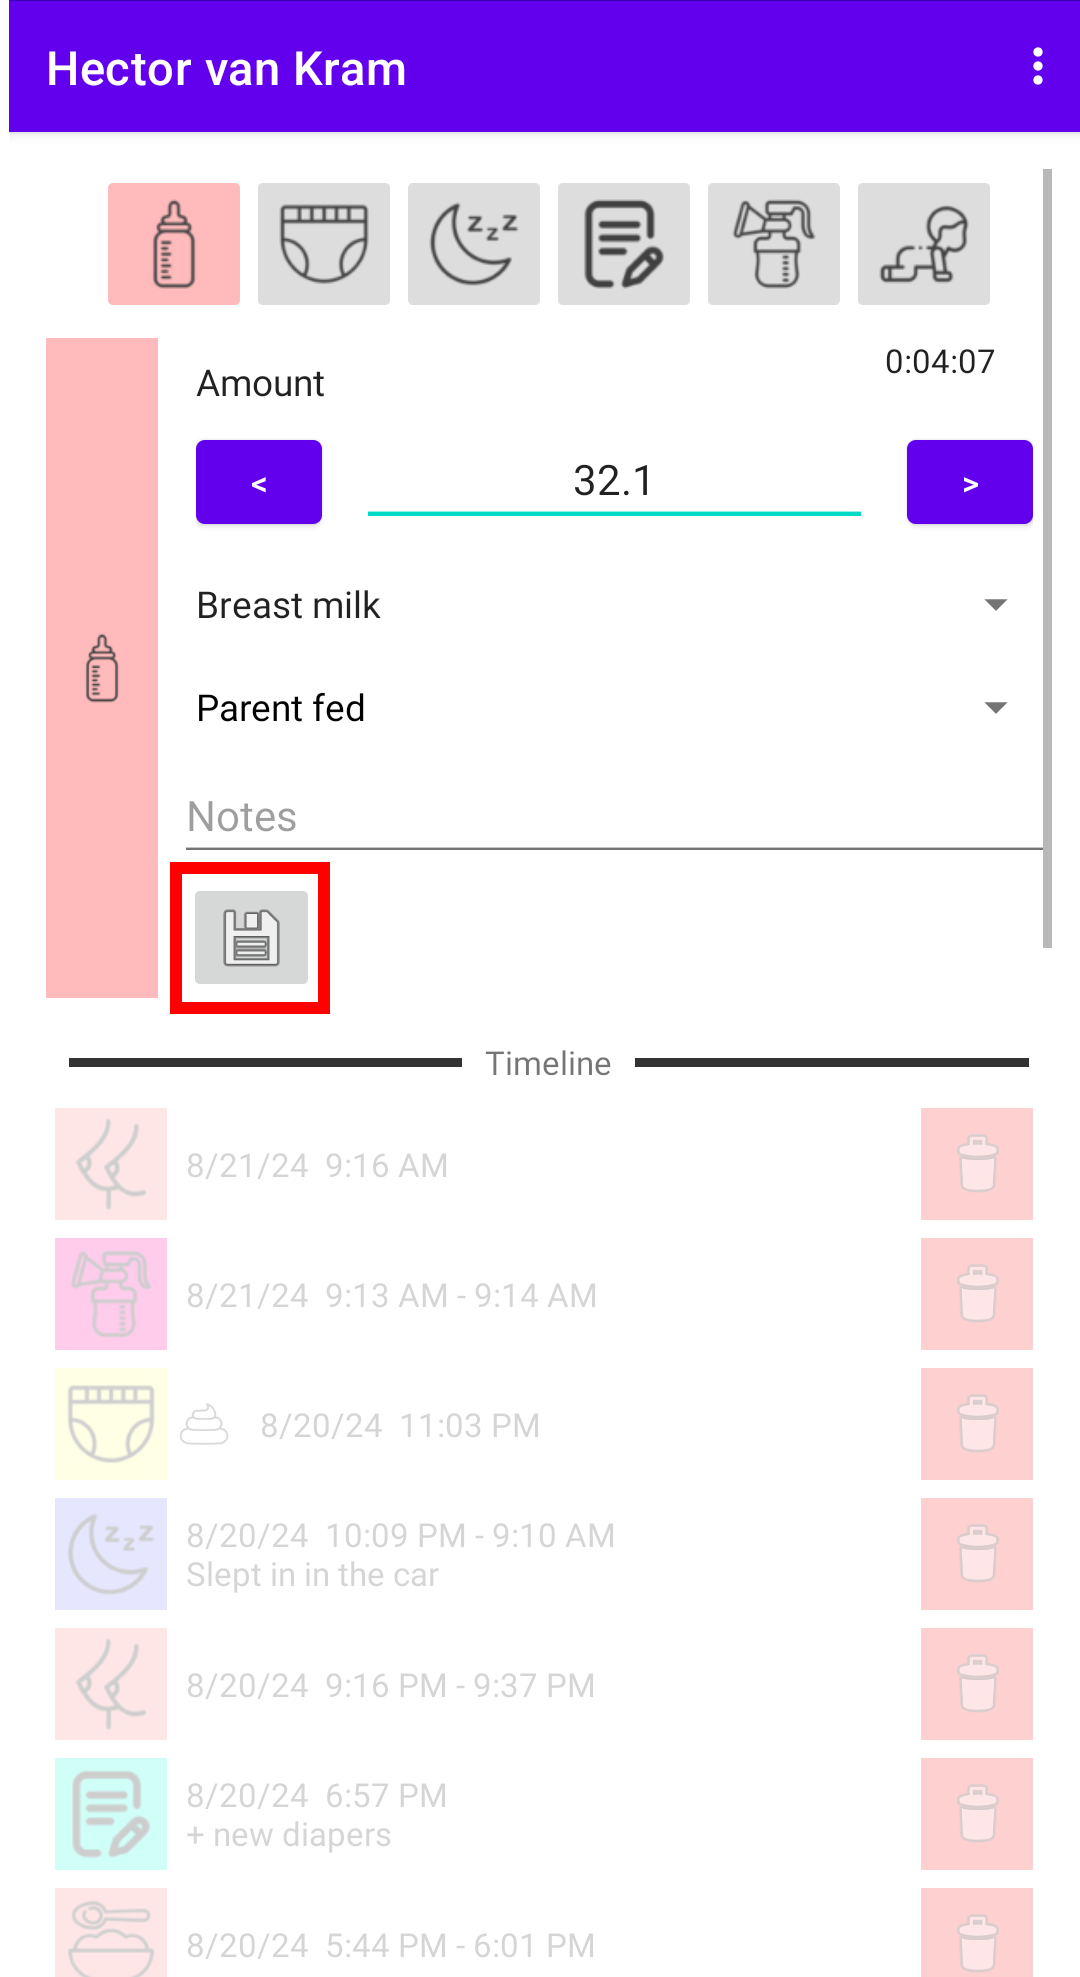 Hector van Kram
0:04:07
Amount
<
32.1
>
Breast milk
Parent fed
Notes
Timeline
8/21/24 9:16 AM
8/21/24 9:13 AM - 9:14 AM
8/20/24 11:03 PM
8/20/24 10:09 PM - 9:10 AM
Slept in in the car
8/20/24 9:16 PM - 9:37 PM
8/20/24 6:57 PM
+ new diapers
8/20/24 5:44 PM - 6:01 PM